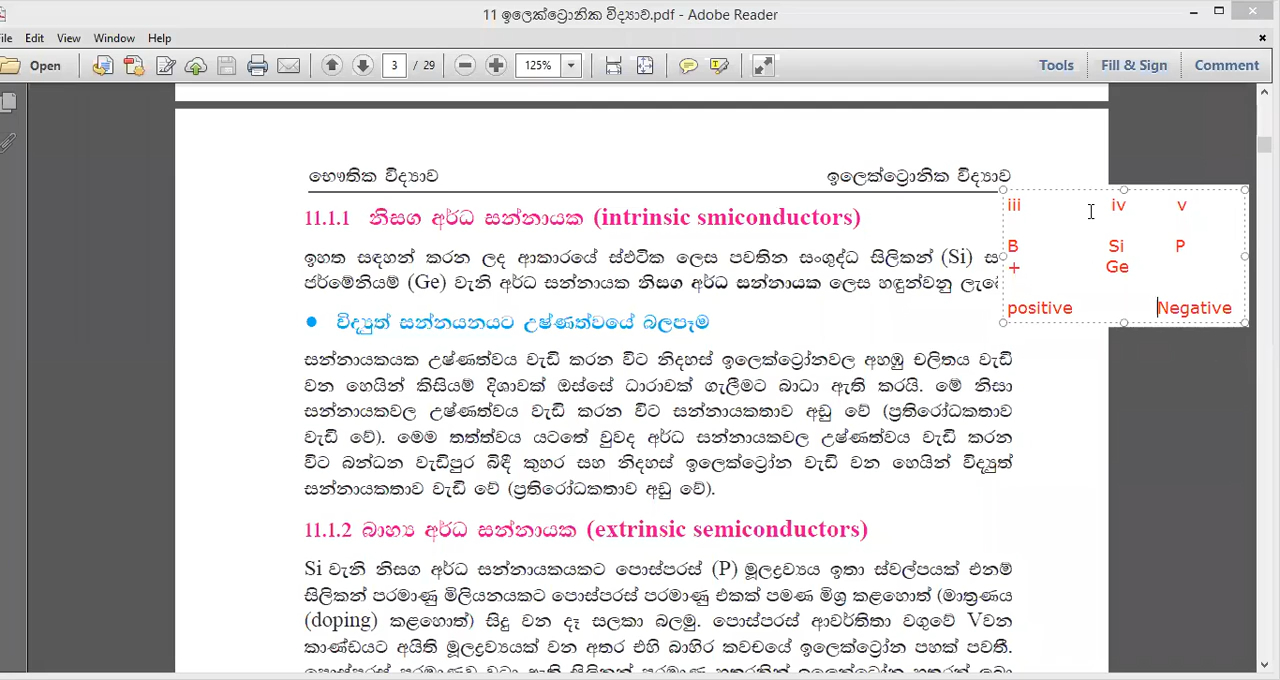 11 ඉලෙක්ට්‍රොනික විද්‍යාව.pdf - Adobe Reader
File Edit View Window Help
Open 3 / 29 125% Tools Fill & Sign Comment
භෞතික විද්‍යාව ඉලෙක්ට්‍රොනික විද්‍යාව
11.1.1 නිසග අර්ධ සන්නායක (intrinsic smiconductors)
ඉහත සඳහන් කරන ලද ආකාරයේ ස්ඵටික ලෙස පවතින සංශුද්ධ සිලිකන් (Si) ස
ජර්මේනියම් (Ge) වැනි අර්ධ සන්නායක නිසග අර්ධ සන්නායක ලෙස හඳුන්වනු ලැබේ
• විද්‍යුත් සන්නයනයට උෂ්ණත්වයේ බලපෑම
සන්නායකයක උෂ්ණත්වය වැඩි කරන විට නිදහස් ඉලෙක්ට්‍රෝනවල අහඹු චලිතය වැඩි
වන හෙයින් කිසියම් දිශාවක් ඔස්සේ ධාරාවක් ගැලීමට බාධා ඇති කරයි. මේ නිසා
සන්නායකවල උෂ්ණත්වය වැඩි කරන විට සන්නායකතාව අඩු වේ (ප්‍රතිරෝධකතාව
වැඩි වේ). මෙම තත්ත්වය යටතේ වුවද අර්ධ සන්නායකවල උෂ්ණත්වය වැඩි කරන
විට බන්ධන වැඩිපුර බිඳී කුහර සහ නිදහස් ඉලෙක්ට්‍රෝන වැඩි වන හෙයින් විද්‍යුත්
සන්නායකතාව වැඩි වේ (ප්‍රතිරෝධකතාව අඩු වේ).
11.1.2 බාහ්‍ය අර්ධ සන්නායක (extrinsic semiconductors)
Si වැනි නිසග අර්ධ සන්නායකයකට පොස්පරස් (P) මූලද්‍රව්‍යය ඉතා ස්වල්පයක් එනම්
සිලිකන් පරමාණු මිලියනයකට පොස්පරස් පරමාණු එකක් පමණ මිශ්‍ර කළහොත් (මාත්‍රණය
(doping) කළහොත්) සිදු වන දෑ සලකා බලමු. පොස්පරස් ආවර්තිතා වගුවේ Vවන
කාණ්ඩයට අයිති මූලද්‍රව්‍යයක් වන අතර එහි බාහිර කවචයේ ඉලෙක්ට්‍රෝන පහක් පවතී.
iii iv v
B Si P
+ Ge
positive Negative